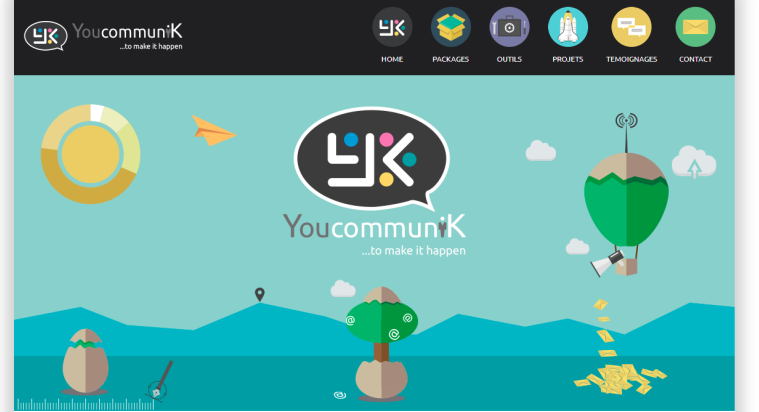 YoucommuniK
...to make it happen
HOME
PACKAGES
OUTILS
PROJETS
TEMOIGNAGES
CONTACT
YoucommuniK
...to make it happen
@
@
@
@